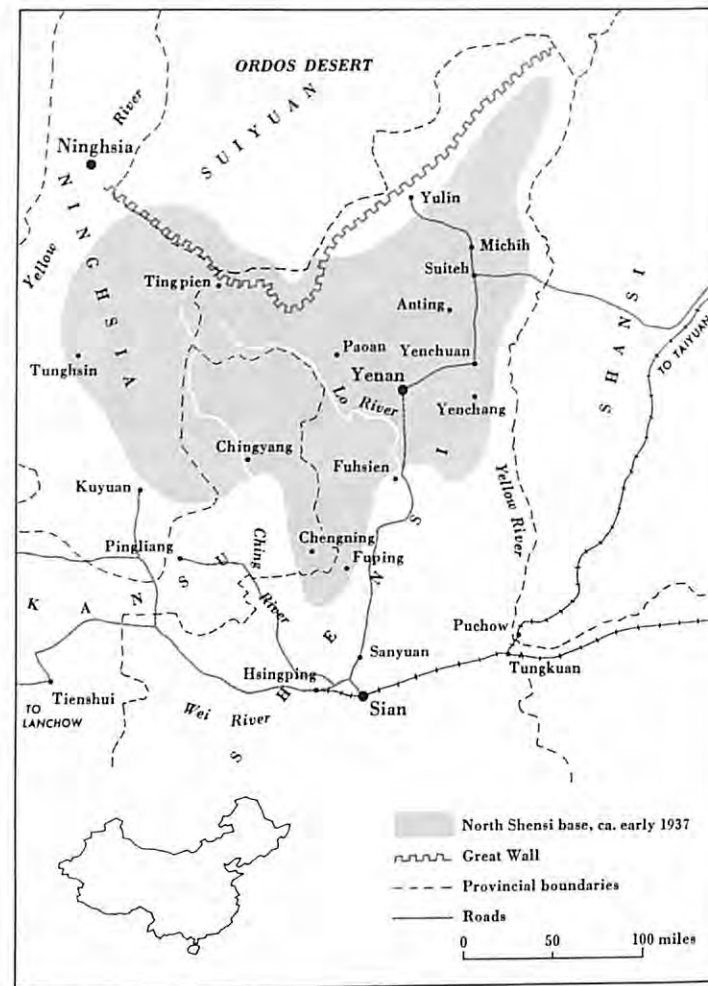 ORDOS DESERT
SUIYUAN
River
Yellow
Ninghsia
NINGHSIA
Yulin
Michih
Suiteh
Tingpien
Anting
Paoan
Yenchuan
Tunghsin
Yenan
Lo River
Yenchang
SHANSI
TO TAIYUAN
Chingyang
Fuhsien
Kuyuan
Yellow River
Pingliang
Ching
River
Chengning
Fuping
KANSU
SHENSI
Puchow
Sanyuan
Tungkuan
Hsingping
Tienshui
Sian
TO
LANCHOW
Wei River
North Shensi base, ca. early 1937
Great Wall
Provincial boundaries
Roads
0 50 100 miles